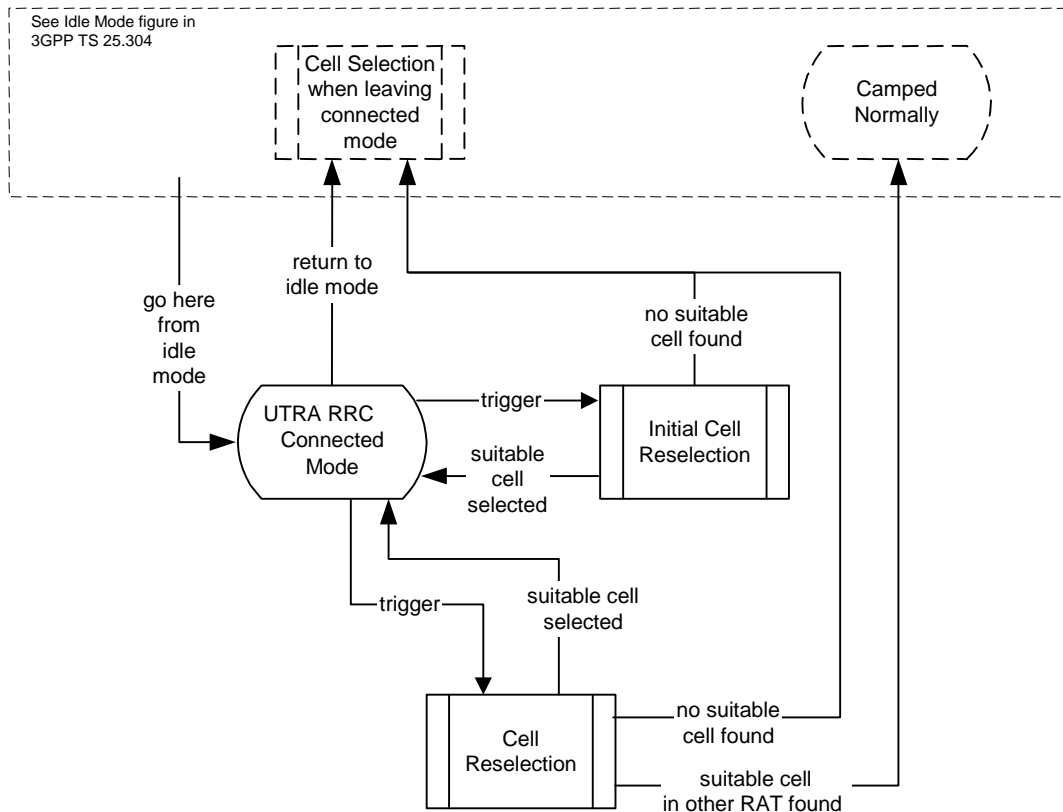 See Idle Mode figure in
3GPP TS 25.304
Cell Selection
when leaving
connected
mode
Camped
Normally
return to
idle mode
go here
from
idle
mode
no suitable
cell found
UTRA RRC
Connected
Mode
trigger
Initial Cell
Reselection
suitable
cell
selected
trigger
suitable cell
selected
Cell
Reselection
no suitable
cell found
suitable cell
in other RAT found